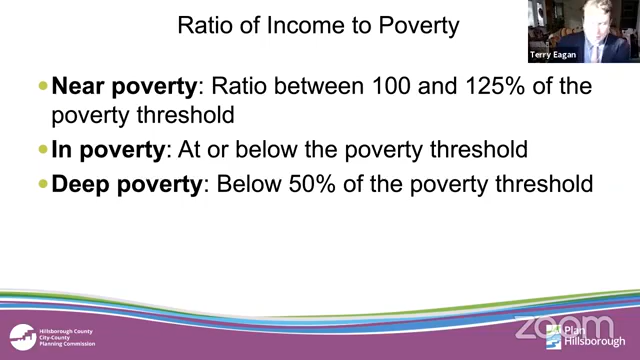 Ratio of Income to Poverty
Terry Eagan
•Near poverty: Ratio between 100 and 125% of the
poverty threshold
•In poverty: At or below the poverty threshold
•Deep poverty: Below 50% of the poverty threshold
Hillsborough County
City-County
Planning Commission
zoom
Plan
Hillsborough